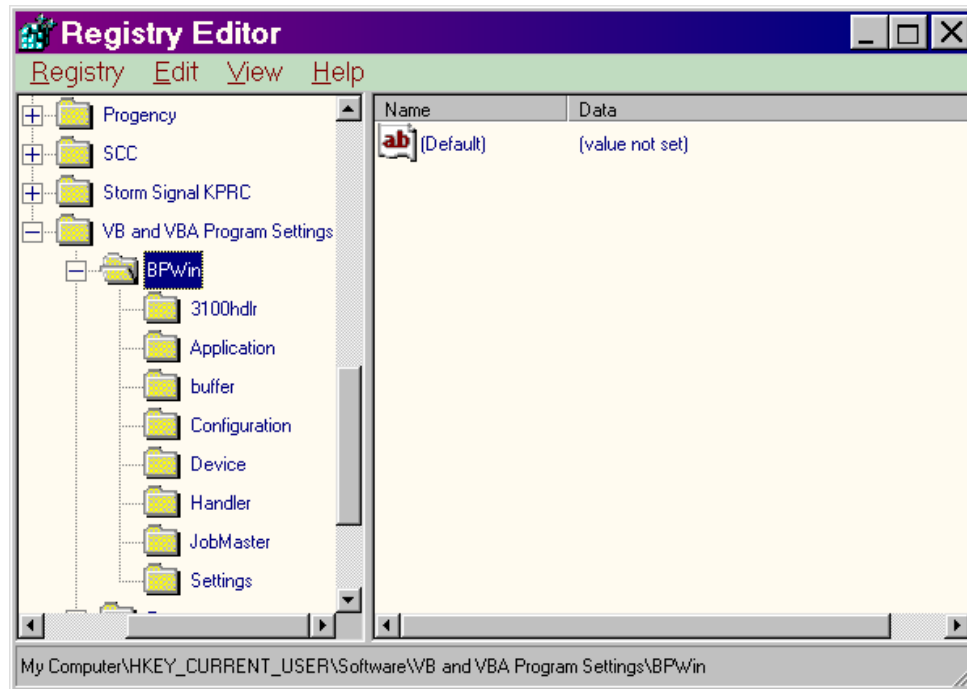 Registry Editor
Registry Edit View Help
Progency
SCC
Storm Signal KPRC
VB and VBA Program Settings
BPWin
3100hdlr
Application
buffer
Configuration
Device
Handler
JobMaster
Settings
Name Data
ab (Default) (value not set)
My Computer\HKEY_CURRENT_USER\Software\VB and VBA Program Settings\BPWin